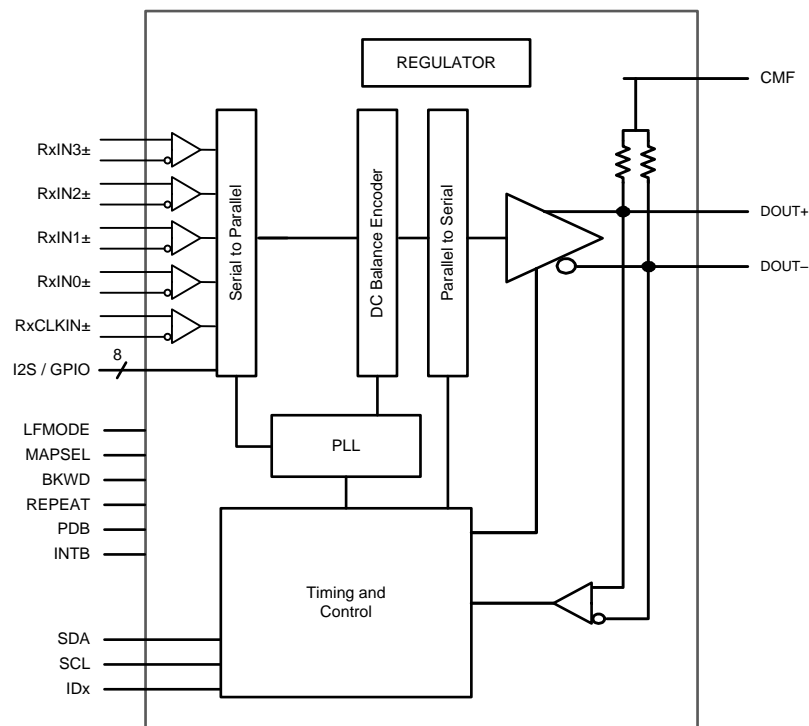 REGULATOR
CMF
RxIN3±
RxIN2±
RxIN1±
RxIN0±
RxCLKIN±
I2S / GPIO
8
Serial to Parallel
DC Balance Encoder
Parallel to Serial
DOUT+
DOUT–
LFMODE
MAPSEL
BKWD
REPEAT
PDB
INTB
PLL
Timing and
Control
SDA
SCL
IDx